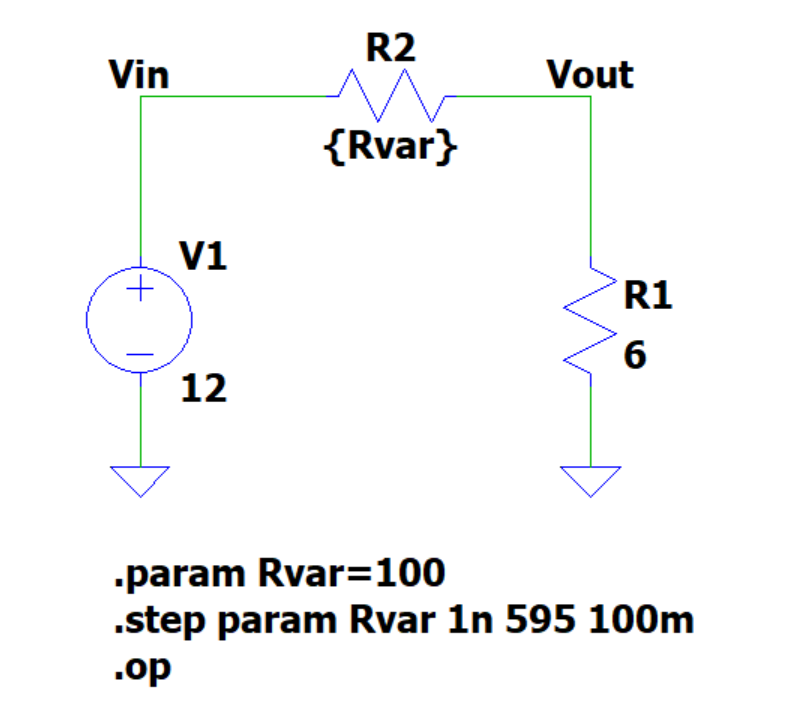 R2
Vin
Vout
{Rvar}
V1
+
−
12
R1
6
.param Rvar=100
.step param Rvar 1n 595 100m
.op